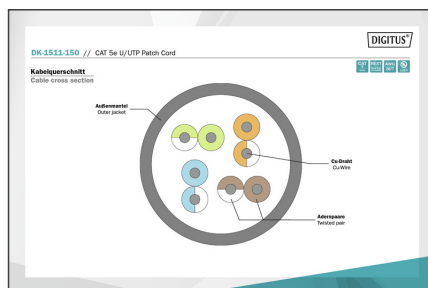 DIGITUS®
DK-1511-150 // CAT 5e U/UTP Patch Cord
Kabelquerschnitt
Cable cross section
Außenmantel
Outer jacket
Cu-Draht
Cu-Wire
Adernpaare
Twisted pair